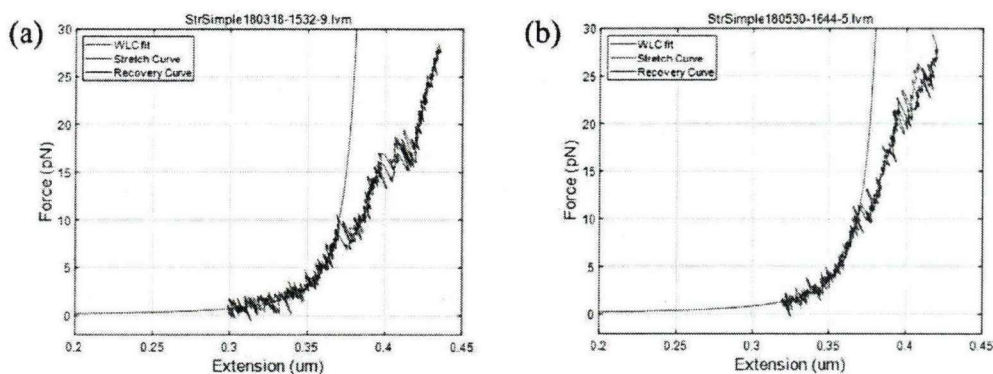 (a)
StrSimple180318-1532-9.lvm
WLC fit
Stretch Curve
Recovery Curve
30
25
20
15
10
5
0
Force (pN)
0.2 0.25 0.3 0.35 0.4 0.45
Extension (um)
(b)
StrSimple180530-1644-5.lvm
WLC fit
Stretch Curve
Recovery Curve
30
25
20
15
10
5
0
Force (pN)
0.2 0.25 0.3 0.35 0.4 0.45
Extension (um)